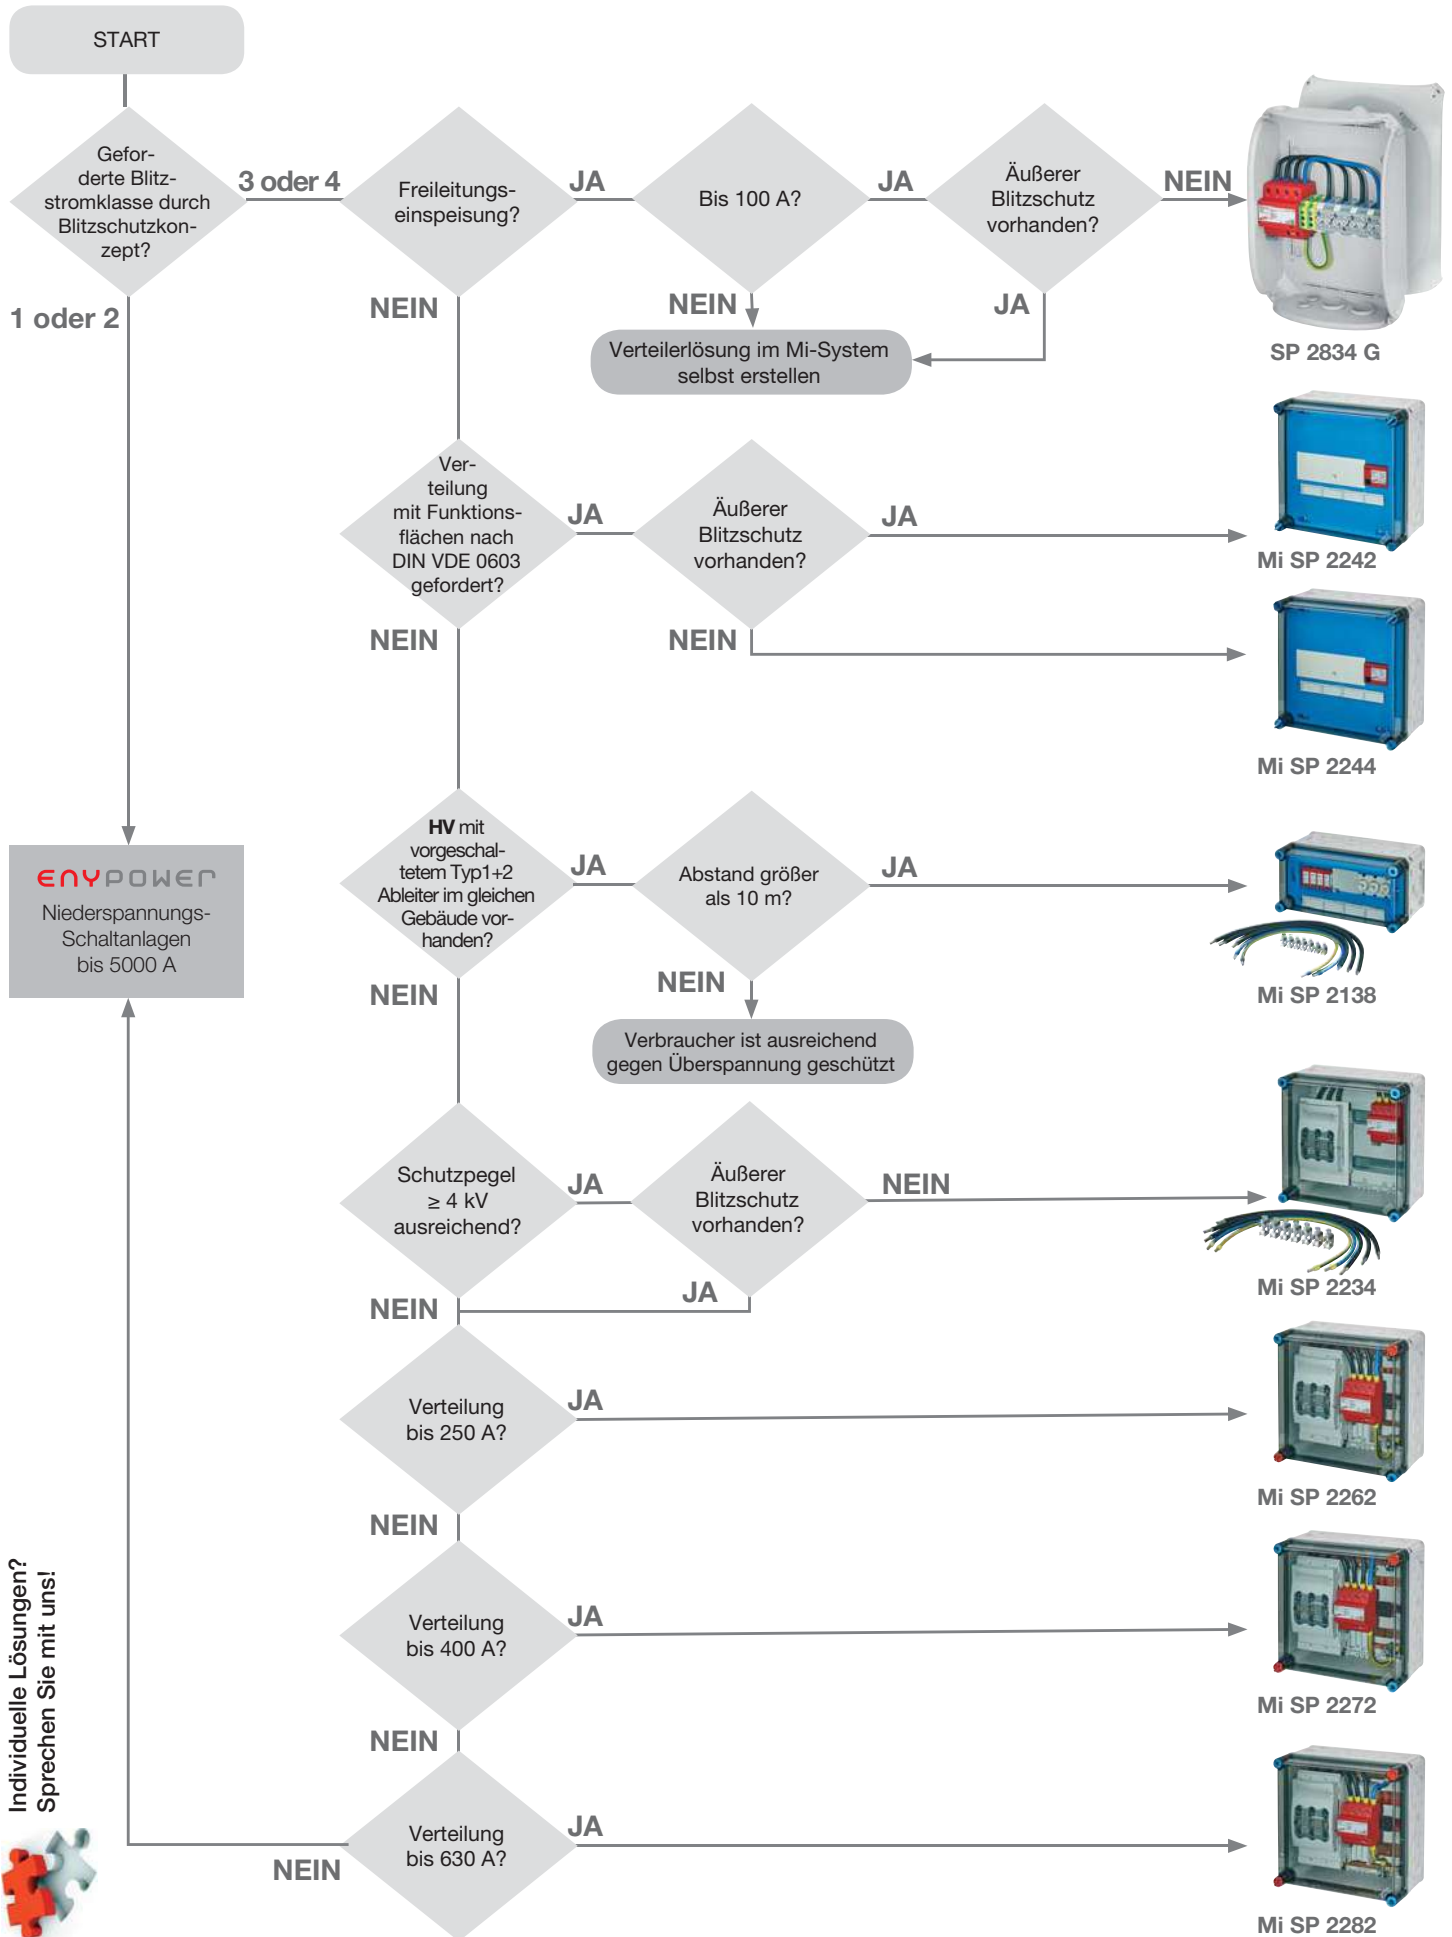 START
Gefor-
derte Blitz-
stromklasse durch
Blitzschutzkon-
zept?
3 oder 4
1 oder 2
Freileitungs-
einspeisung?
JA
NEIN
Bis 100 A?
JA
NEIN
Äußerer
Blitzschutz
vorhanden?
NEIN
JA
Verteilerlösung im Mi-System
selbst erstellen
SP 2834 G
Ver-
teilung
mit Funktions-
flächen nach
DIN VDE 0603
gefordert?
JA
NEIN
Äußerer
Blitzschutz
vorhanden?
JA
NEIN
Mi SP 2242
Mi SP 2244
HV mit
vorgeschal-
tetem Typ1+2
Ableiter im gleichen
Gebäude vor-
handen?
JA
NEIN
Abstand größer
als 10 m?
JA
NEIN
Mi SP 2138
Verbraucher ist ausreichend
gegen Überspannung geschützt
ENYPOWER
Niederspannungs-
Schaltanlagen
bis 5000 A
Schutzpegel
≥ 4 kV
ausreichend?
JA
NEIN
Äußerer
Blitzschutz
vorhanden?
NEIN
JA
Mi SP 2234
Verteilung
bis 250 A?
JA
NEIN
Mi SP 2262
Verteilung
bis 400 A?
JA
NEIN
Mi SP 2272
Verteilung
bis 630 A?
JA
NEIN
Mi SP 2282
Individuelle Lösungen?
Sprechen Sie mit uns!